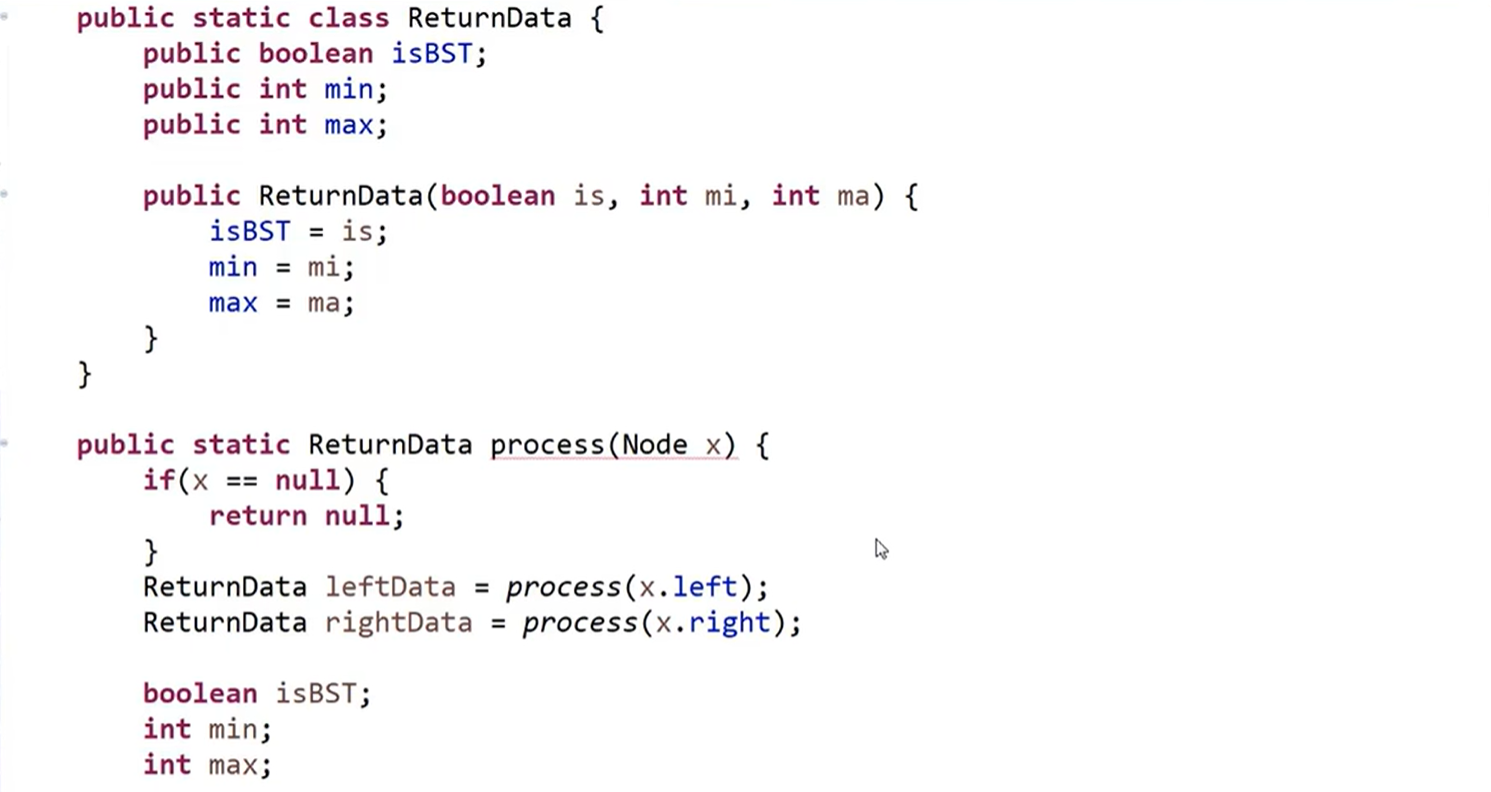 public static class ReturnData {
public boolean isBST;
public int min;
public int max;
public ReturnData(boolean is, int mi, int ma) {
isBST = is;
min = mi;
max = ma;
}
}
public static ReturnData process(Node x) {
if(x == null) {
return null;
}
ReturnData leftData = process(x.left);
ReturnData rightData = process(x.right);
boolean isBST;
int min;
int max;